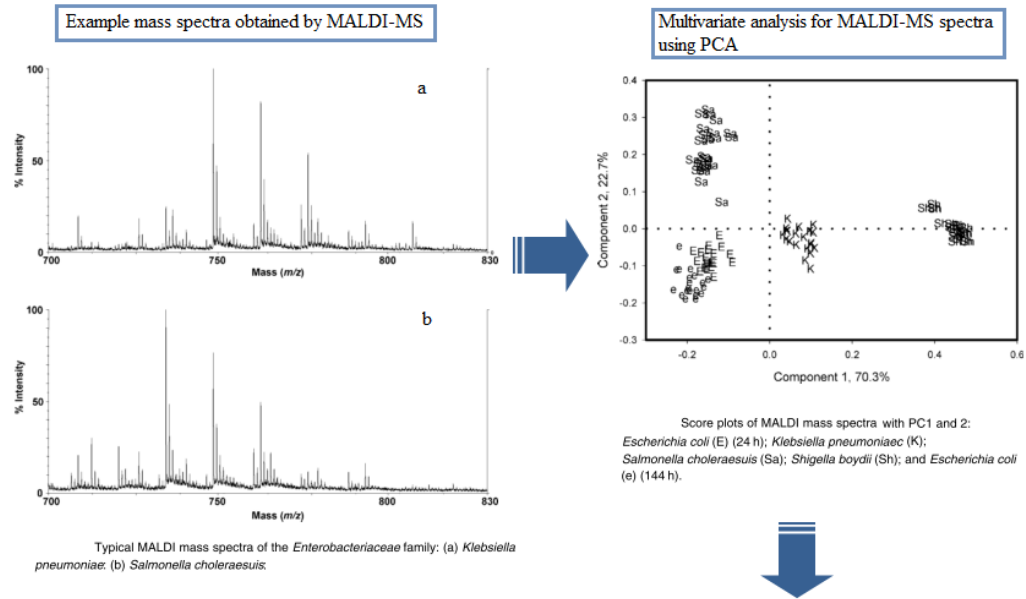 Example mass spectra obtained by MALDI-MS
100
a
% Intensity
50
0
700
750
800
830
Mass (m/z)
100
b
% Intensity
50
0
700
750
800
830
Mass (m/z)
Typical MALDI mass spectra of the Enterobacteriaceae family: (a) Klebsiella
pneumoniae: (b) Salmonella choleraesuis:
Multivariate analysis for MALDI-MS spectra
using PCA
0.4
0.3
0.2
0.1
0.0
-0.1
-0.2
-0.3
Component 2, 22.7%
Sa
Sh
K
E
e
-0.2
0.0
0.2
0.4
0.6
Component 1, 70.3%
Score plots of MALDI mass spectra with PC1 and 2:
Escherichia coli (E) (24 h); Klebsiella pneumoniaec (K);
Salmonella choleraesuis (Sa); Shigella boydii (Sh); and Escherichia coli
(e) (144 h).